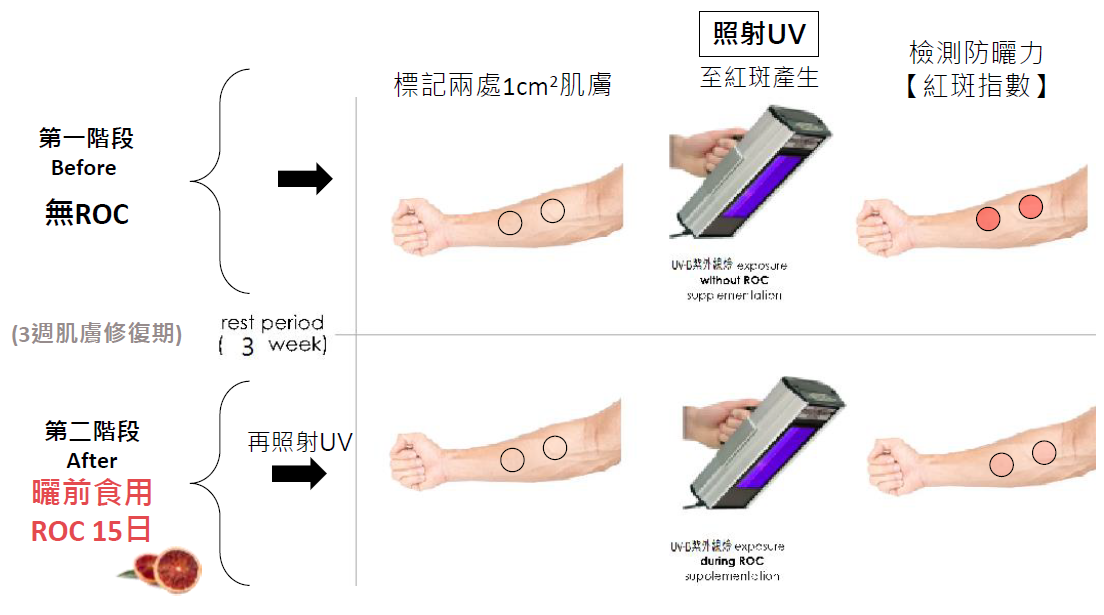 照射UV
至紅斑產生
標記兩處1cm²肌膚
檢測防曬力
【紅斑指數】
第一階段
Before
無ROC
UV-B紫外線燈 exposure
without ROC
supplementation
(3週肌膚修復期)
rest period
( 3 week)
第二階段
After
曬前食用
ROC 15日
再照射UV
UV-B紫外線燈 exposure
during ROC
supplementation